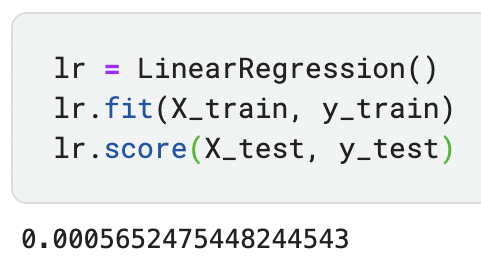 lr = LinearRegression()
lr.fit(X_train, y_train)
lr.score(X_test, y_test)
0.0005652475448244543